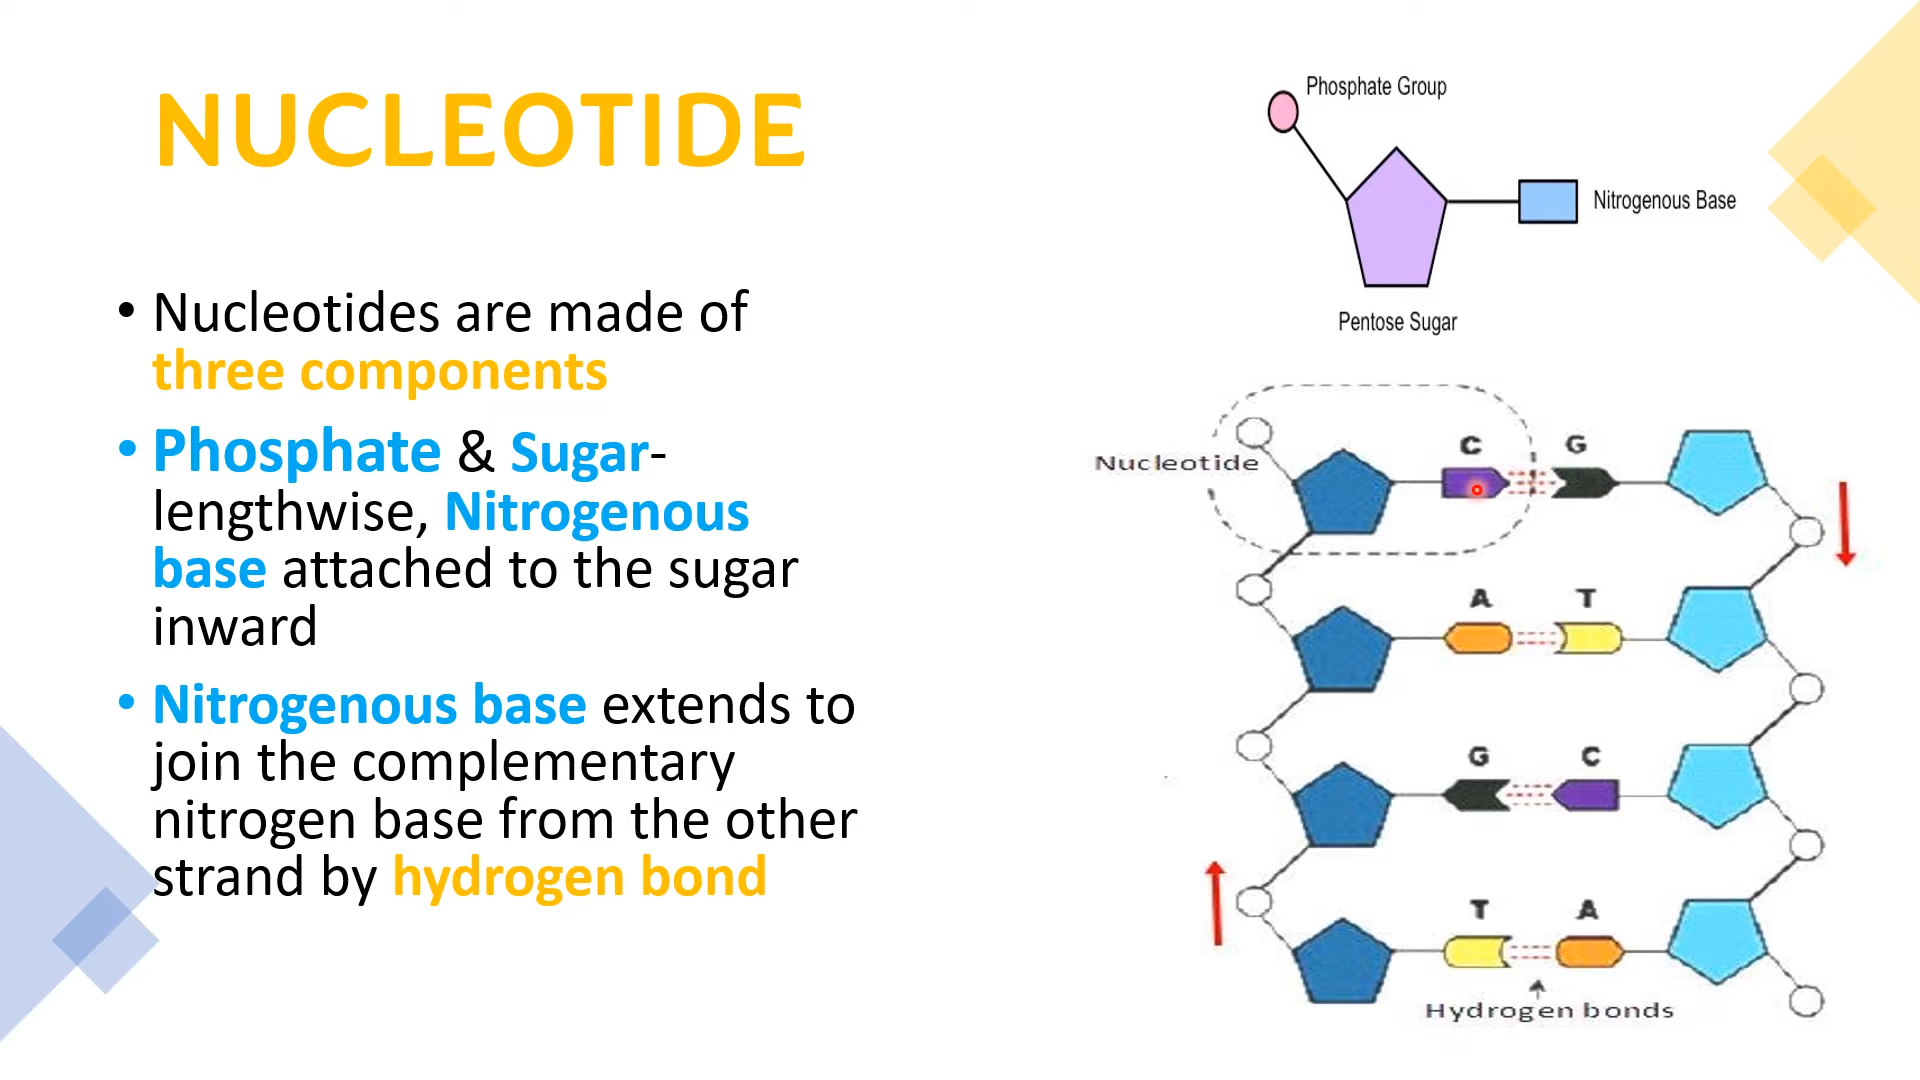 NUCLEOTIDE
• Nucleotides are made of
three components
• Phosphate & Sugar-
lengthwise, Nitrogenous
base attached to the sugar
inward
• Nitrogenous base extends to
join the complementary
nitrogen base from the other
strand by hydrogen bond
Phosphate Group
Nitrogenous Base
Pentose Sugar
Nucleotide
C G
A T
G C
T A
Hydrogen bonds